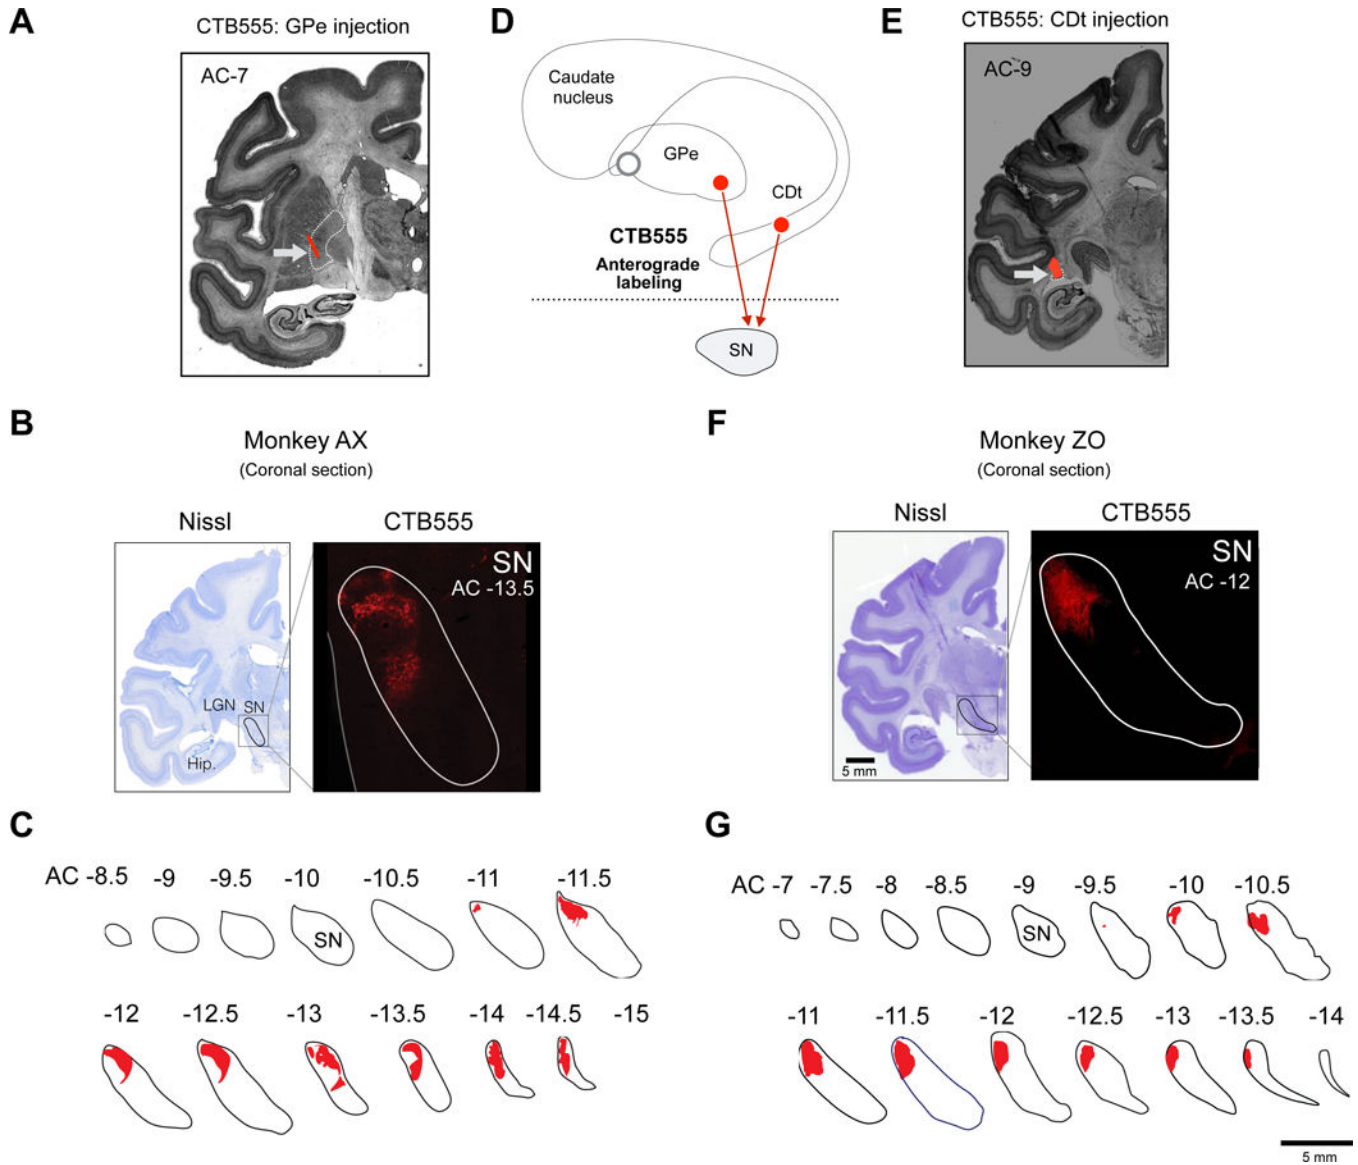 A
CTB555: GPe injection
AC-7
D
Caudate
nucleus
GPe
CDt
CTB555
Anterograde
labeling
SN
E
CTB555: CDt injection
AC-9
B
Monkey AX
(Coronal section)
Nissl
CTB555
LGN SN
Hip.
SN
AC -13.5
F
Monkey ZO
(Coronal section)
Nissl
CTB555
5 mm
SN
AC -12
C
AC -8.5 -9 -9.5 -10 -10.5 -11 -11.5
SN
-12 -12.5 -13 -13.5 -14 -14.5 -15
G
AC -7 -7.5 -8 -8.5 -9 -9.5 -10 -10.5
SN
-11 -11.5 -12 -12.5 -13 -13.5 -14
5 mm